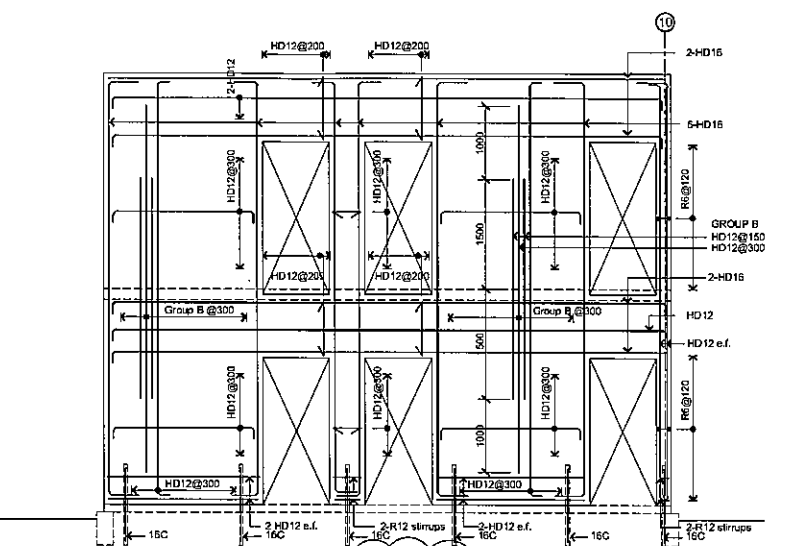 10
HD12@200
HD12@200
2-HD16
2-HD12
6-HD16
1000
HD12@300
HD12@300
HD12@300
R6@120
GROUP B
HD12@150
HD12@300
1500
HD12@200
HD12@200
2-HD16
Group B @300
Group B @300
HD12
500
HD12 e.f.
HD12@300
HD12@300
HD12@300
R6@120
1000
HD12@300
HD12@300
2 HD12 e.f.
2-R12 stirrups
2-HD12 e.f.
2-R12 stirrups
16C
16C
16C
16C
16C
16C